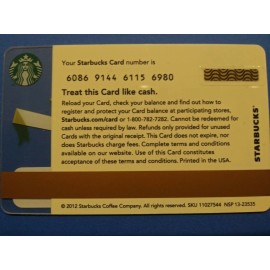 Your Starbucks Card number is
6086 9144 6115 6980
Treat this Card like cash.
Reload your Card, check your balance and find out how to
register and protect your Card balance at participating stores,
Starbucks.com/card or 1-800-782-7282. Cannot be redeemed for
cash unless required by law. Refunds only provided for unused
Cards with the original receipt. This Card does not expire, nor
does Starbucks charge fees. Complete terms and conditions
available on our website. Use of this Card constitutes
acceptance of these terms and conditions. Printed in the USA.
STARBUCKS
© 2012 Starbucks Coffee Company. All rights reserved. SKU 11027544 NSP 13-23535